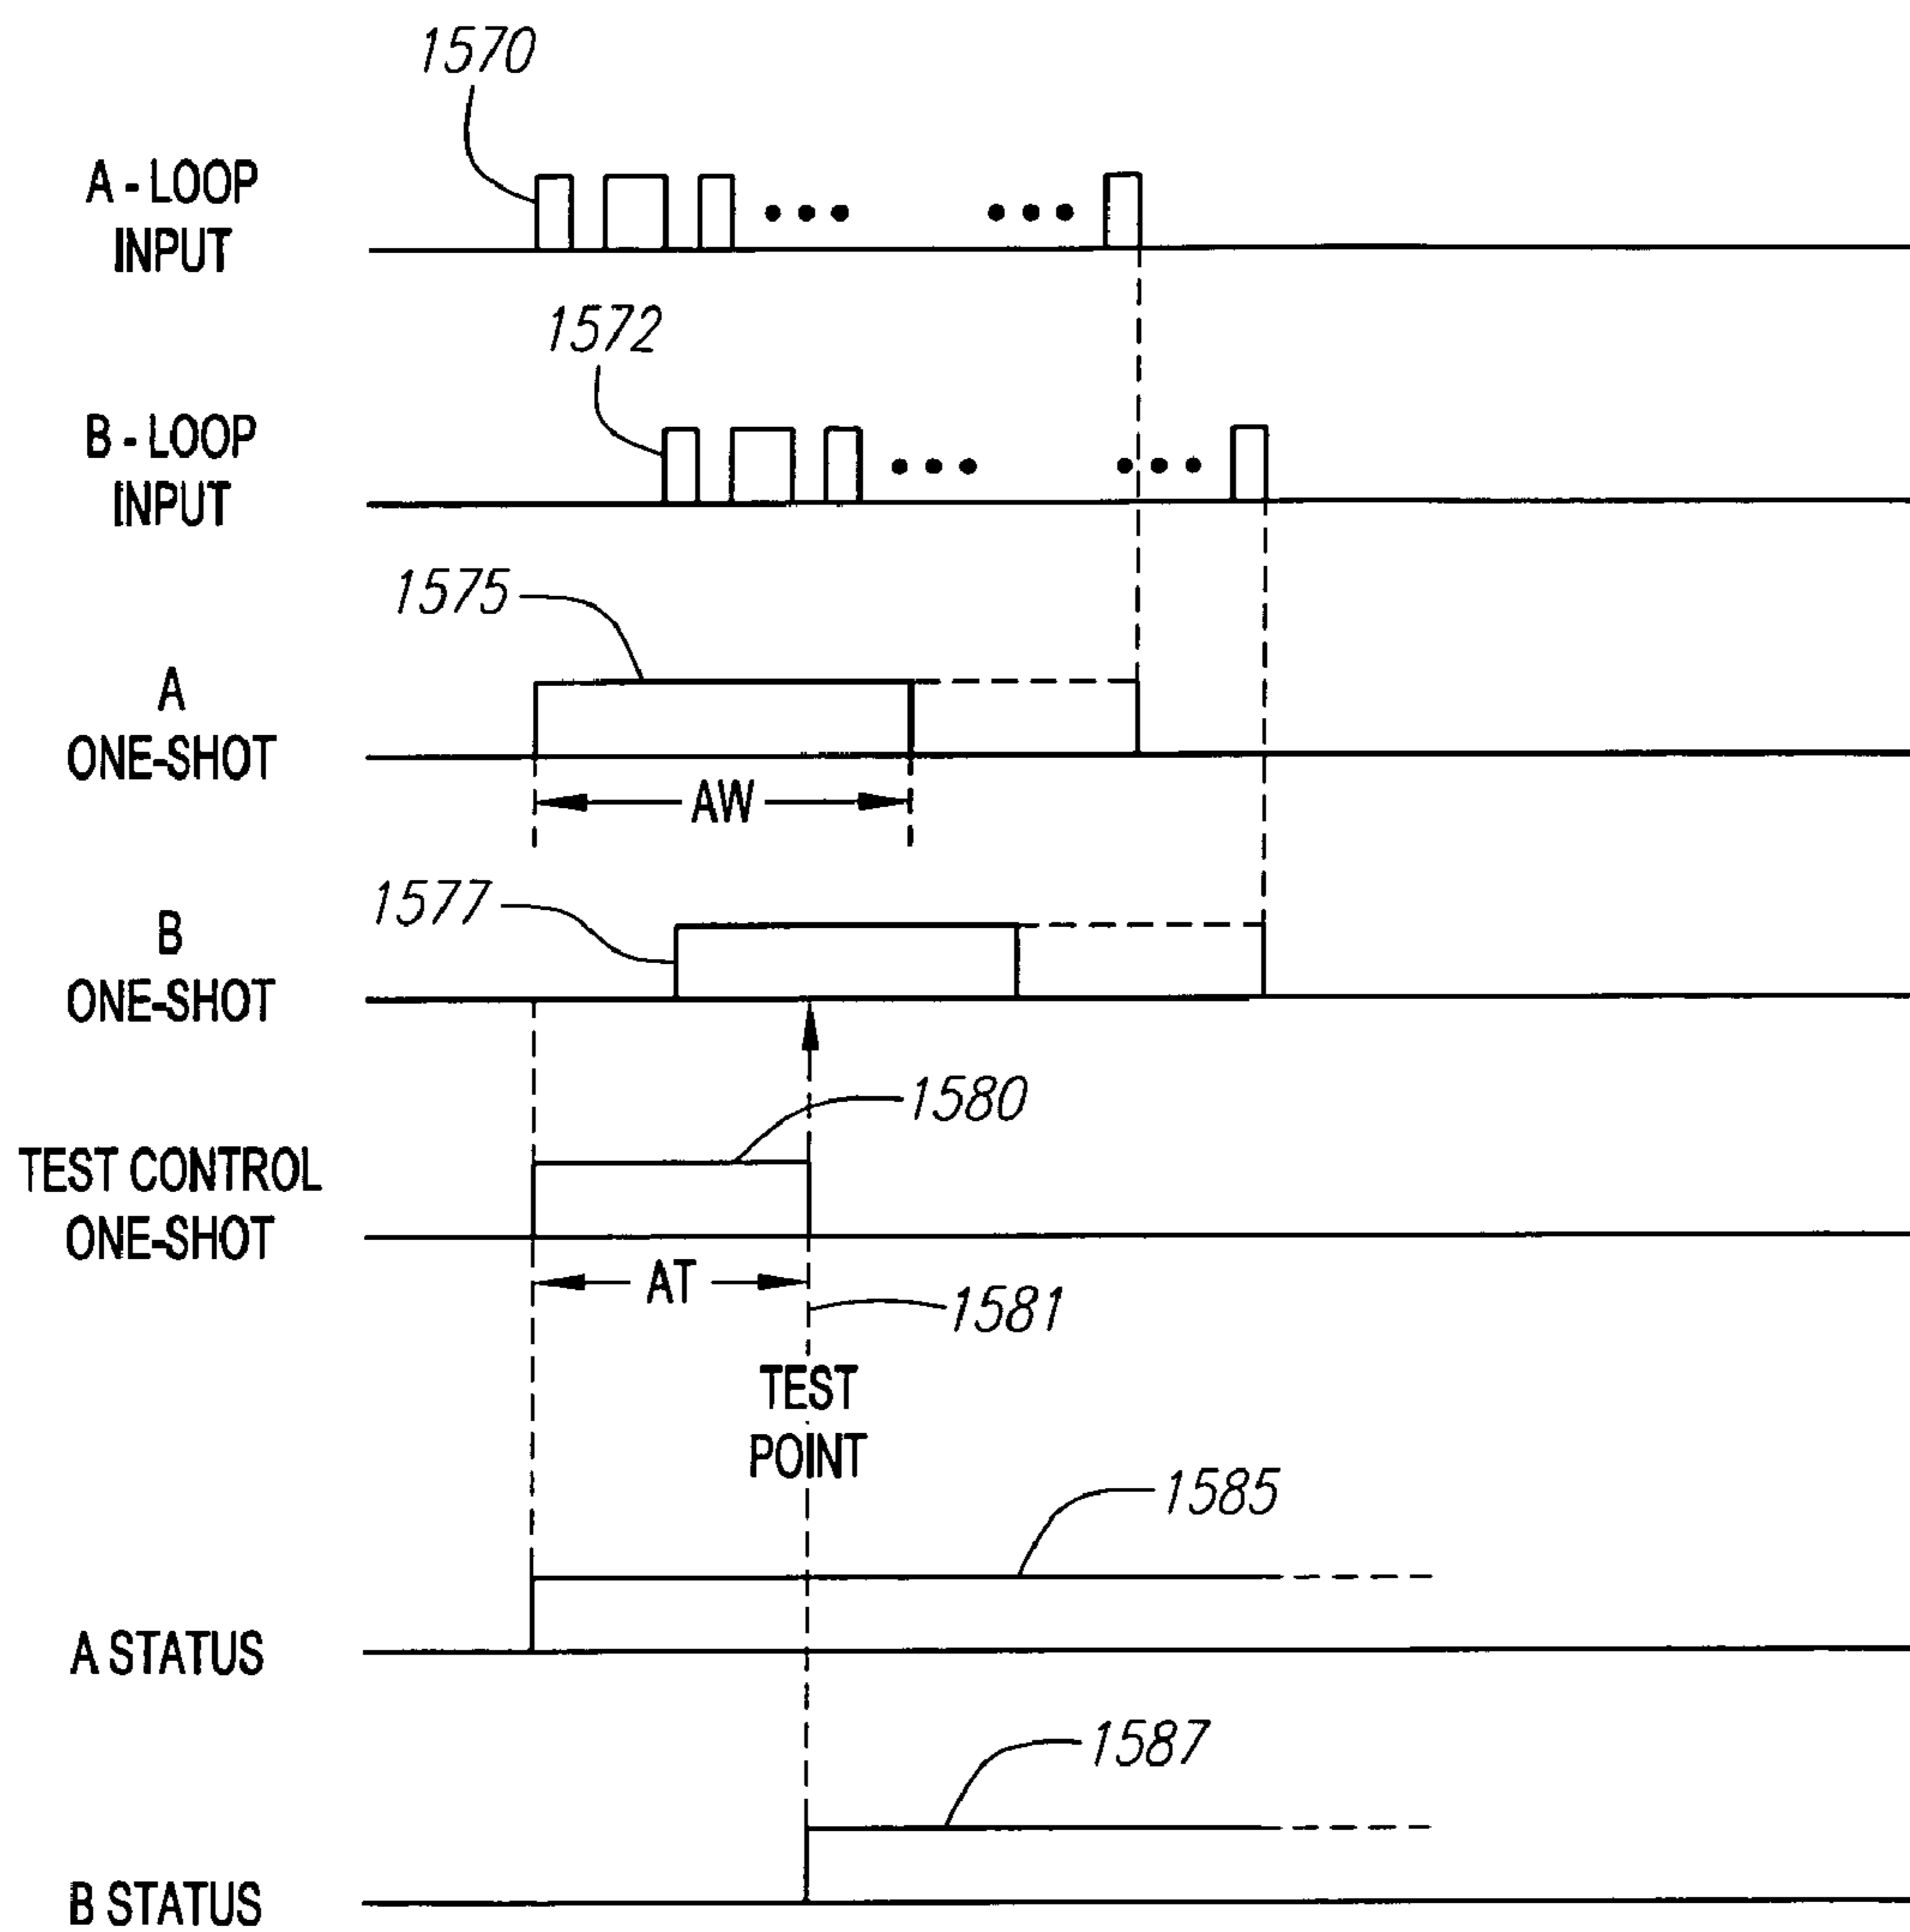 1570
A - LOOP
INPUT
1572
B - LOOP
INPUT
1575
A
ONE-SHOT
AW
1577
B
ONE-SHOT
1580
TEST CONTROL
ONE-SHOT
AT
1581
TEST
POINT
1585
A STATUS
1587
B STATUS